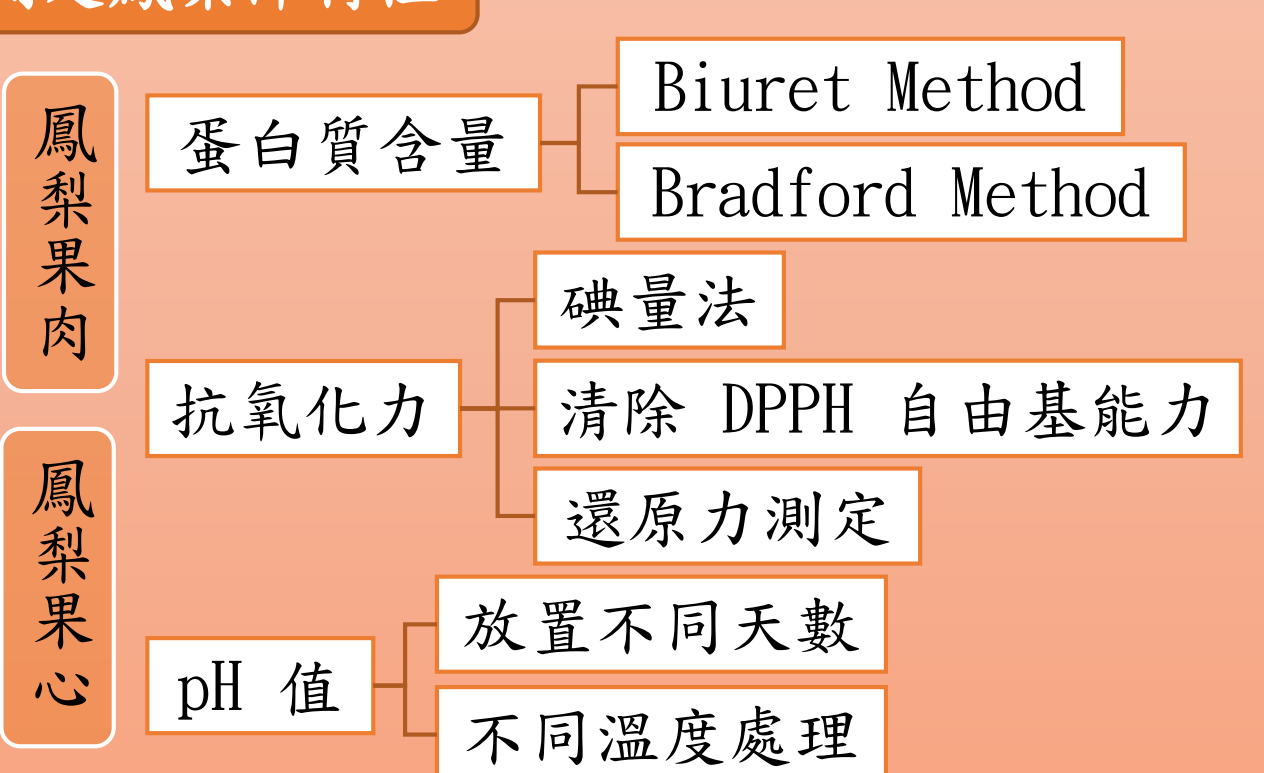 鳳梨果肉
鳳梨果心
蛋白質含量
Biuret Method
Bradford Method
抗氧化力
碘量法
清除 DPPH 自由基能力
還原力測定
pH 值
放置不同天數
不同溫度處理